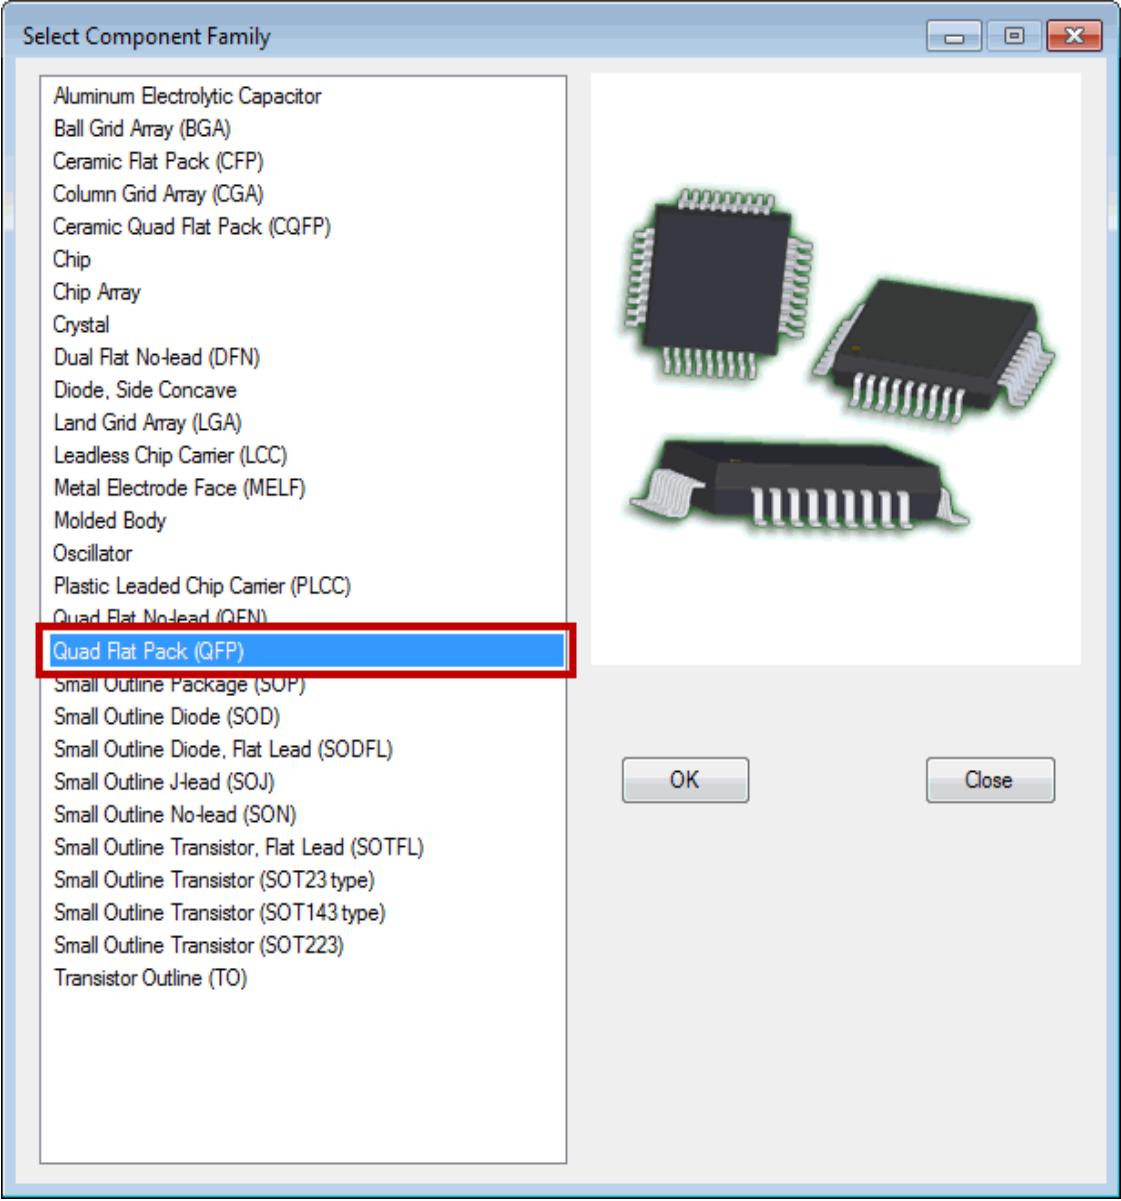 Select Component Family
Aluminum Electrolytic Capacitor
Ball Grid Array (BGA)
Ceramic Flat Pack (CFP)
Column Grid Array (CGA)
Ceramic Quad Flat Pack (CQFP)
Chip
Chip Array
Crystal
Dual Flat No-lead (DFN)
Diode, Side Concave
Land Grid Array (LGA)
Leadless Chip Carrier (LCC)
Metal Electrode Face (MELF)
Molded Body
Oscillator
Plastic Leaded Chip Carrier (PLCC)
Quad Flat No-lead (QFN)
Quad Flat Pack (QFP)
Small Outline Package (SOP)
Small Outline Diode (SOD)
Small Outline Diode, Flat Lead (SODFL)
Small Outline J-lead (SOJ)
Small Outline No-lead (SON)
Small Outline Transistor, Flat Lead (SOTFL)
Small Outline Transistor (SOT23 type)
Small Outline Transistor (SOT143 type)
Small Outline Transistor (SOT223)
Transistor Outline (TO)
OK
Close